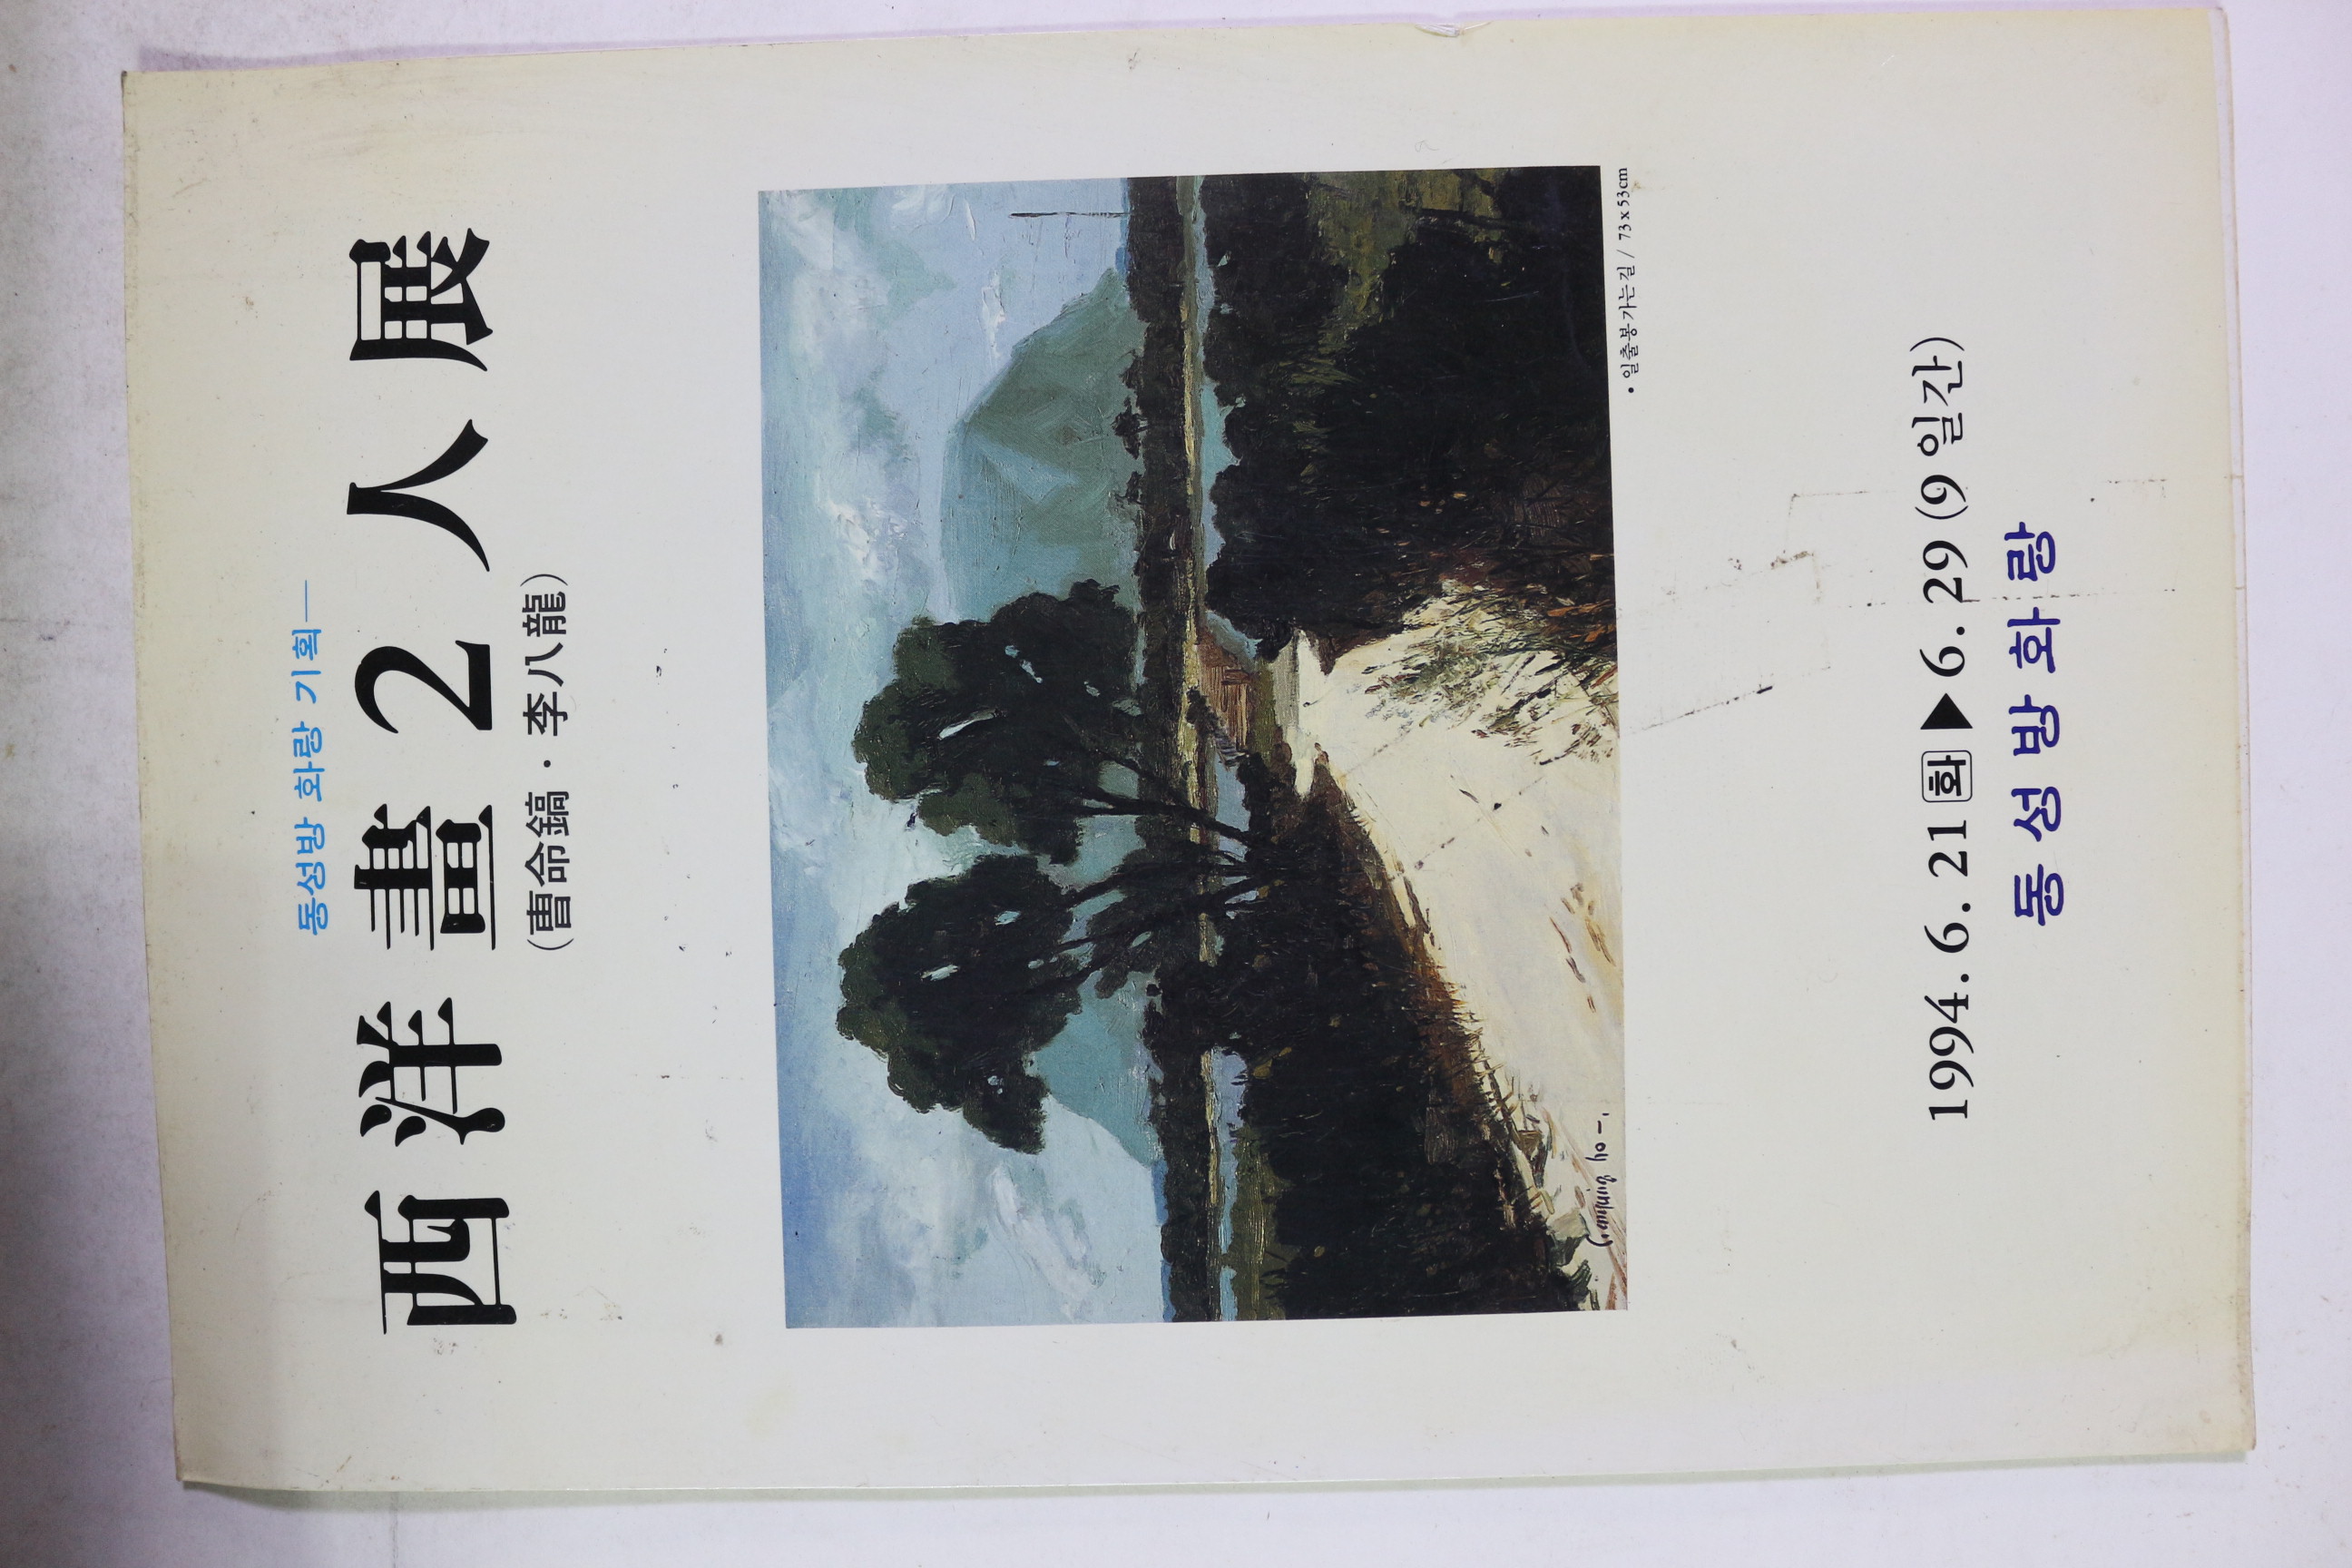 동성방 화랑 기획—
西洋畫2人展
(曺命鎬 · 李八龍)
• 일출봉가는길 / 73x53cm
1994. 6. 21 화 ▶ 6. 29 (9일간)
동성방화랑